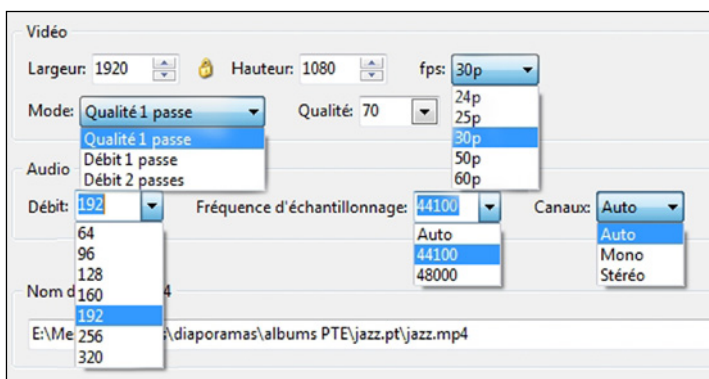 Vidéo
Largeur: 1920 Hauteur: 1080 fps: 30p
24p
25p
30p
50p
60p
Mode: Qualité 1 passe Qualité: 70
Qualité 1 passe
Débit 1 passe
Débit 2 passes
Audio
Débit: 192 Fréquence d'échantillonnage: 44100 Canaux: Auto
64
96
128
160
192
256
320
Auto
44100
48000
Auto
Mono
Stéréo
Nom d 4
E:\Me \diaporamas\albums PTE\jazz.pt\jazz.mp4